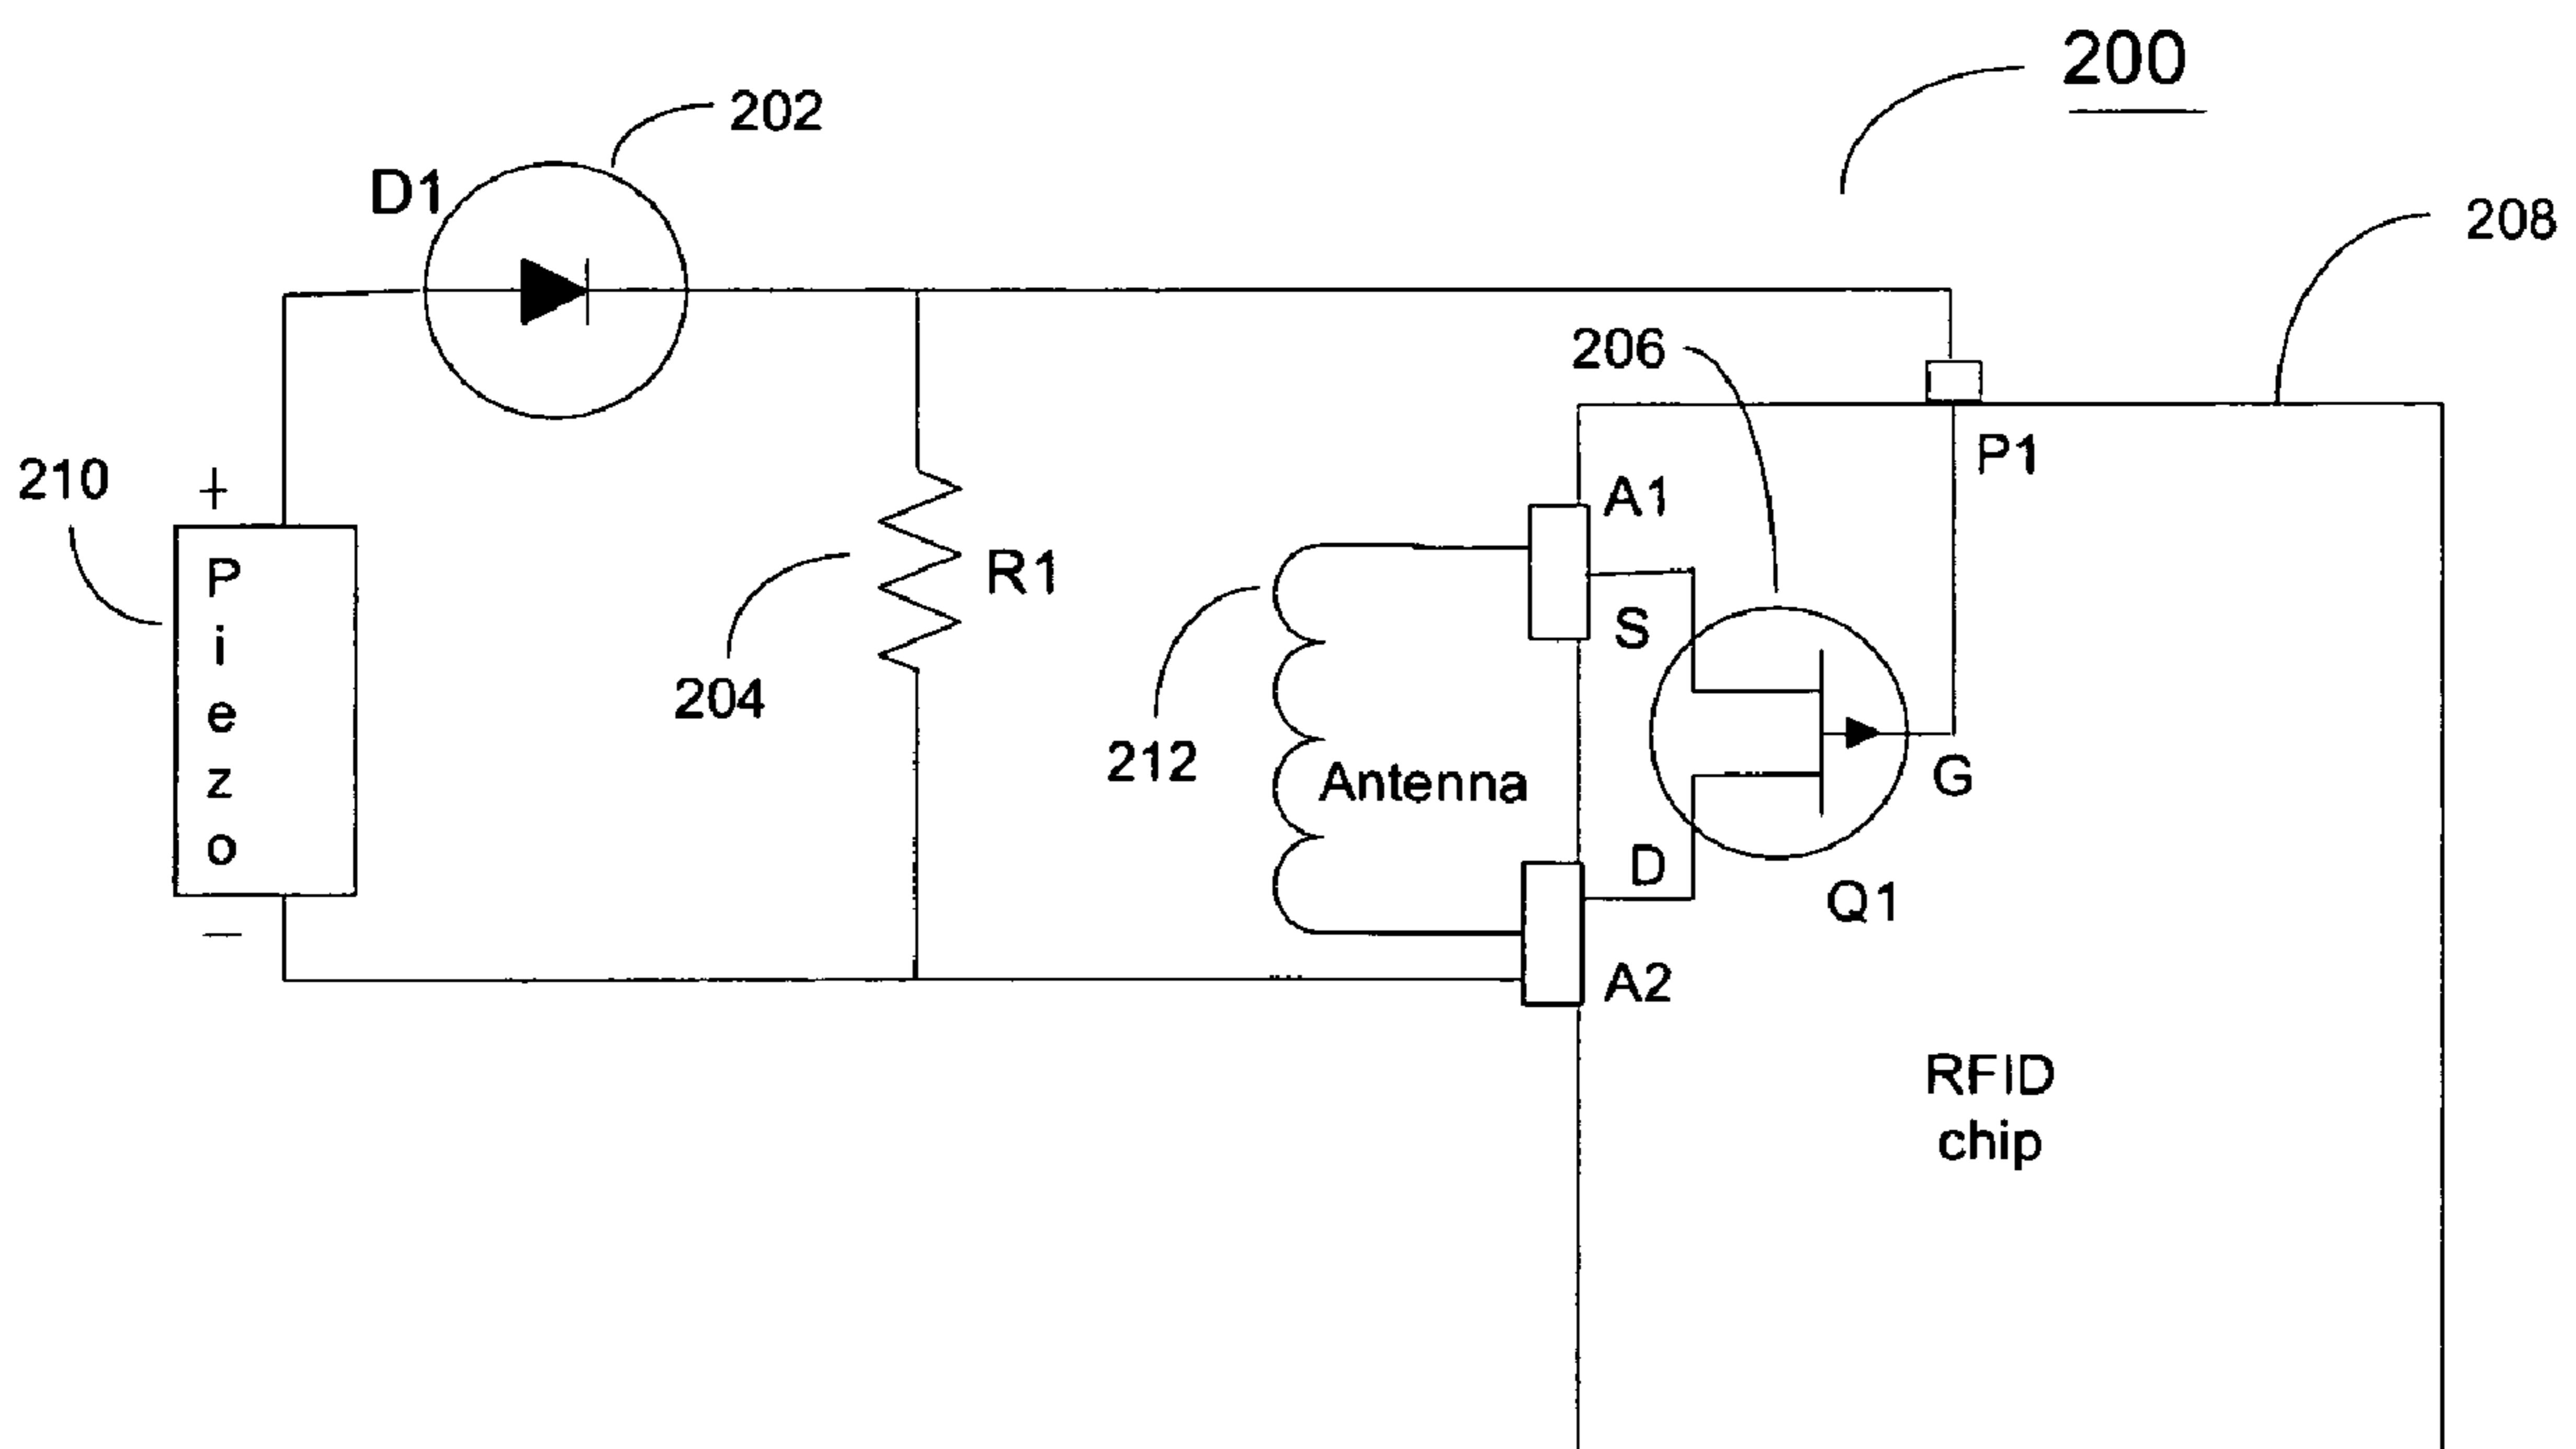 200
202
D1
208
206
P1
210
+
A1
P
i
e
z
o
R1
S
204
212
Antenna
G
D
Q1
–
A2
RFID
chip